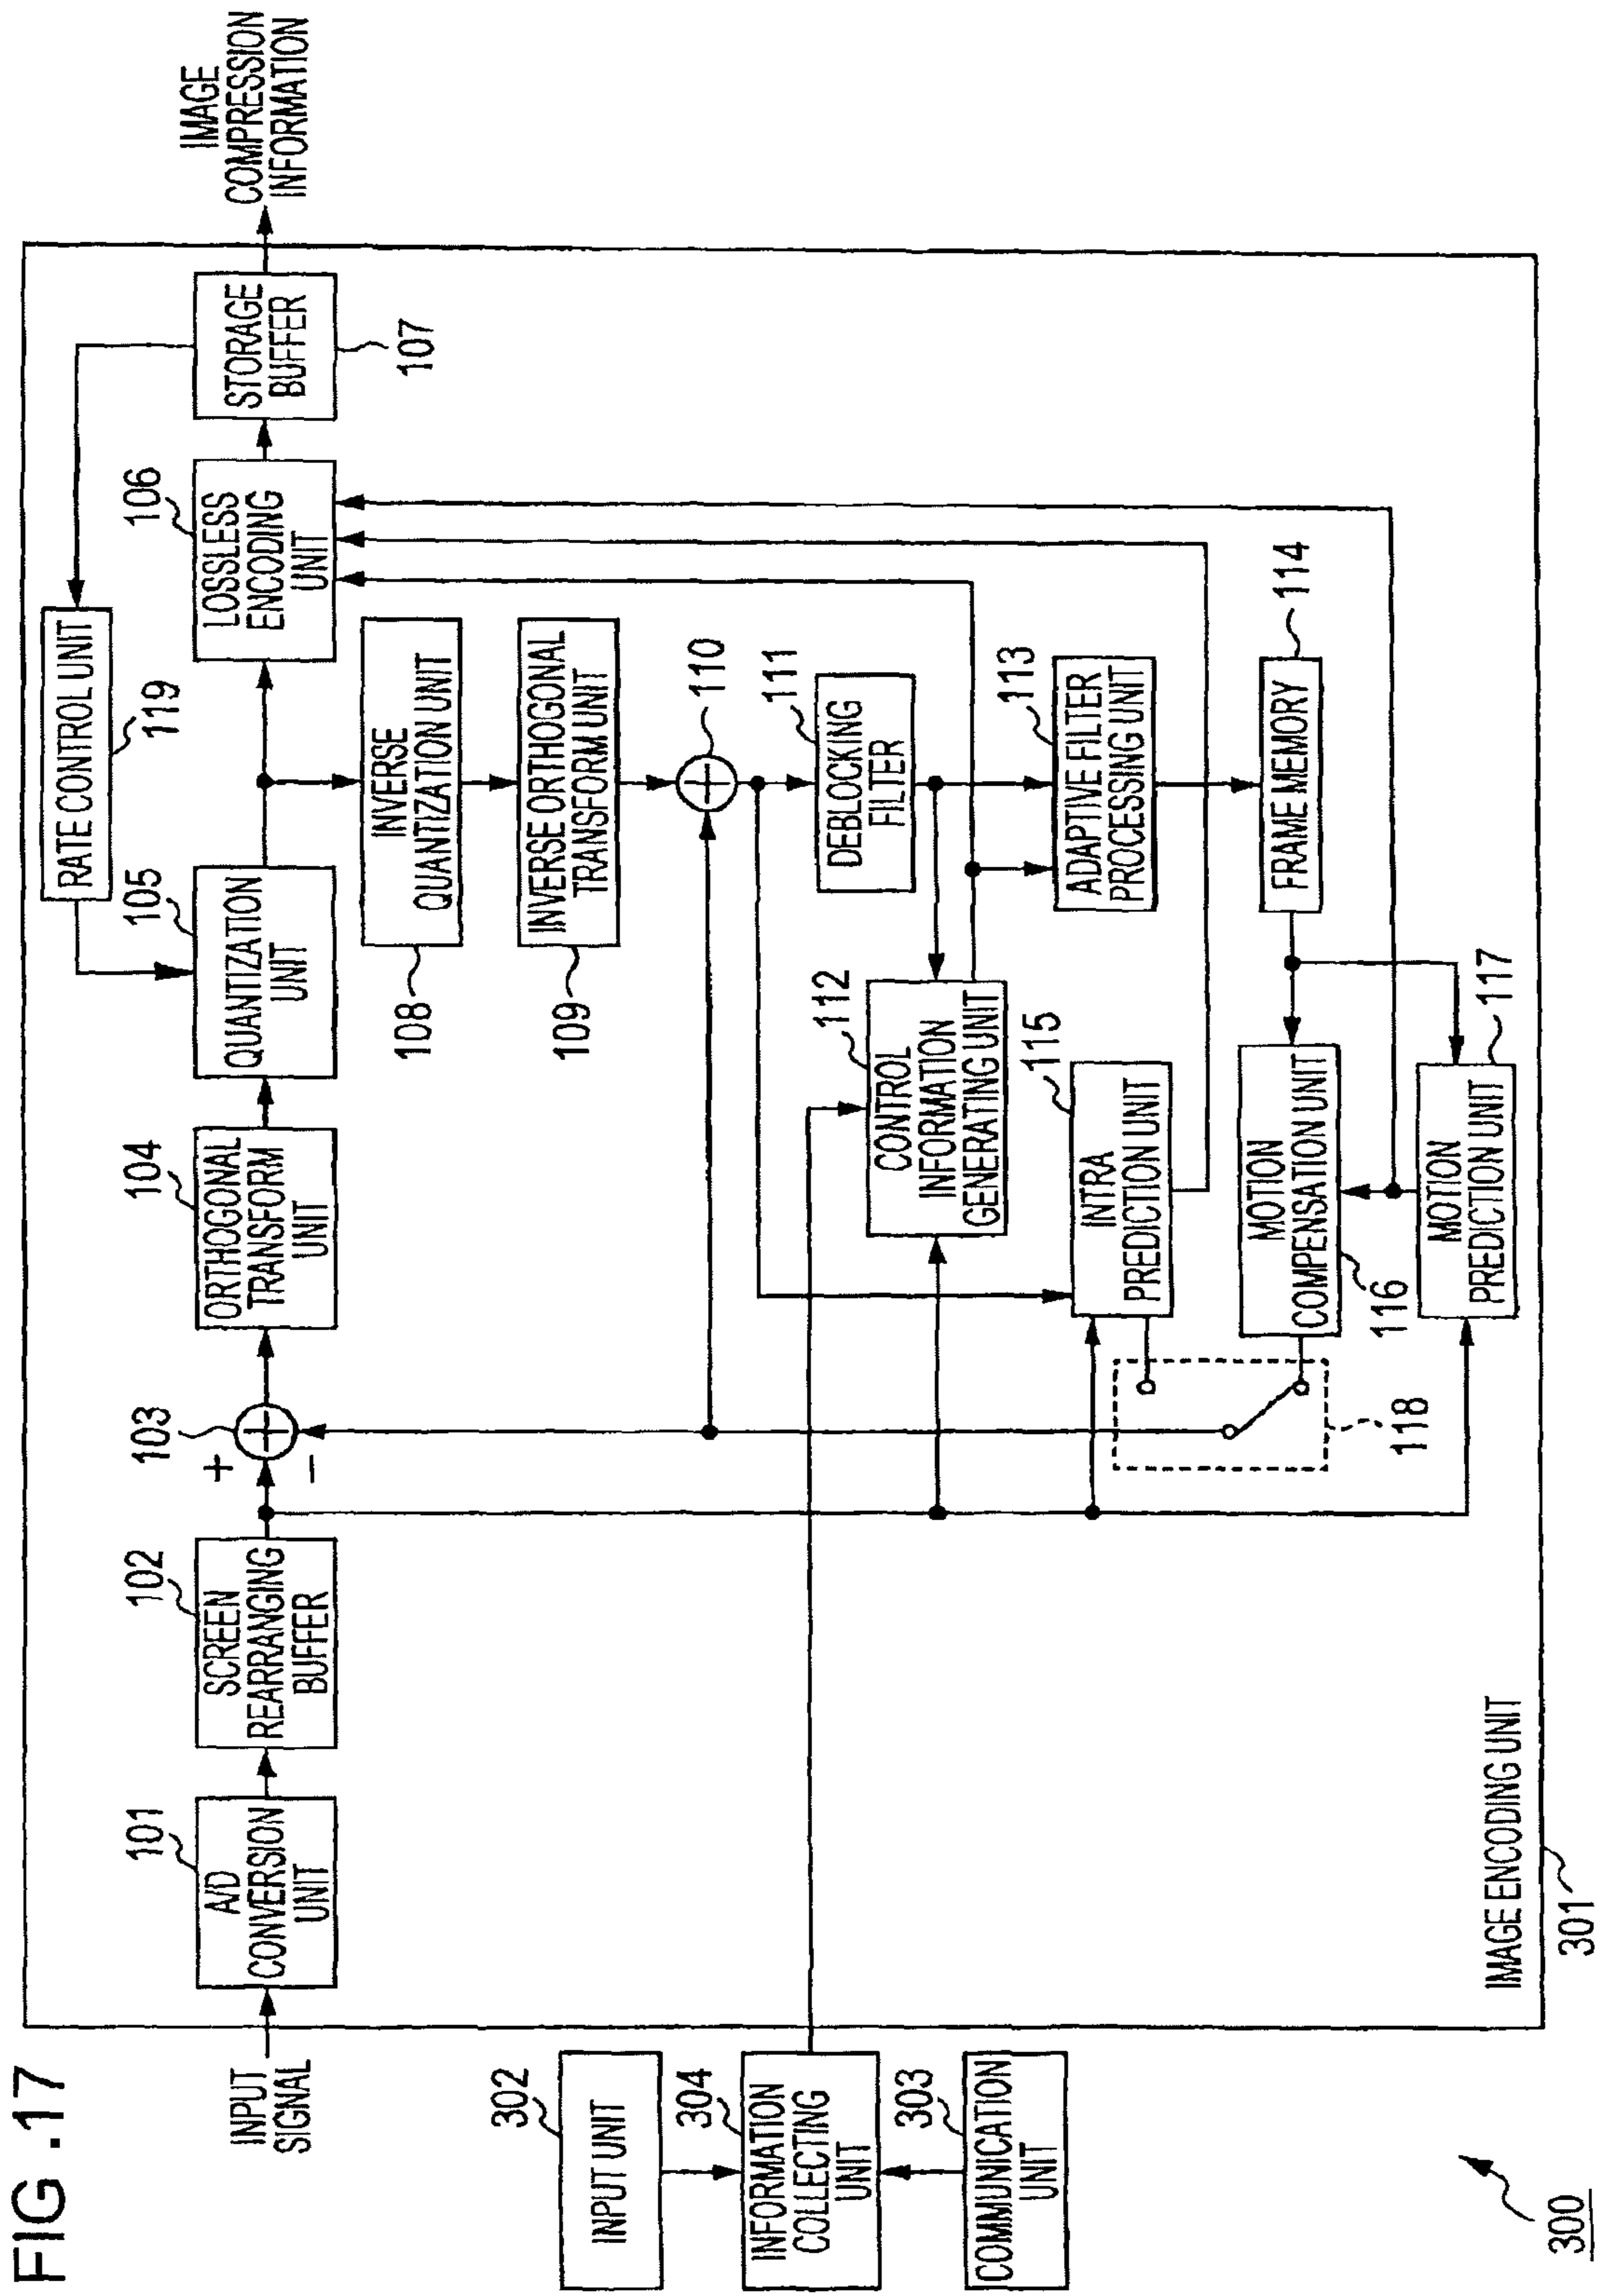 FIG. 17
IMAGE
COMPRESSION
INFORMATION
RATE CONTROL UNIT
119
INPUT
SIGNAL
101
A/D
CONVERSION
UNIT
102
SCREEN
REARRANGING
BUFFER
103
+
−
104
ORTHOGONAL
TRANSFORM
UNIT
105
QUANTIZATION
UNIT
106
LOSSLESS
ENCODING
UNIT
STORAGE
BUFFER
107
INVERSE
QUANTIZATION UNIT
108
INVERSE ORTHOGONAL
TRANSFORM UNIT
109
110
111
DEBLOCKING
FILTER
112
CONTROL
INFORMATION
GENERATING UNIT
113
ADAPTIVE FILTER
PROCESSING UNIT
114
FRAME MEMORY
115
INTRA
PREDICTION UNIT
MOTION
COMPENSATION UNIT
116
117
MOTION
PREDICTION UNIT
118
302
INPUT UNIT
304
INFORMATION
COLLECTING
UNIT
303
COMMUNICATION
UNIT
IMAGE ENCODING UNIT
301
300